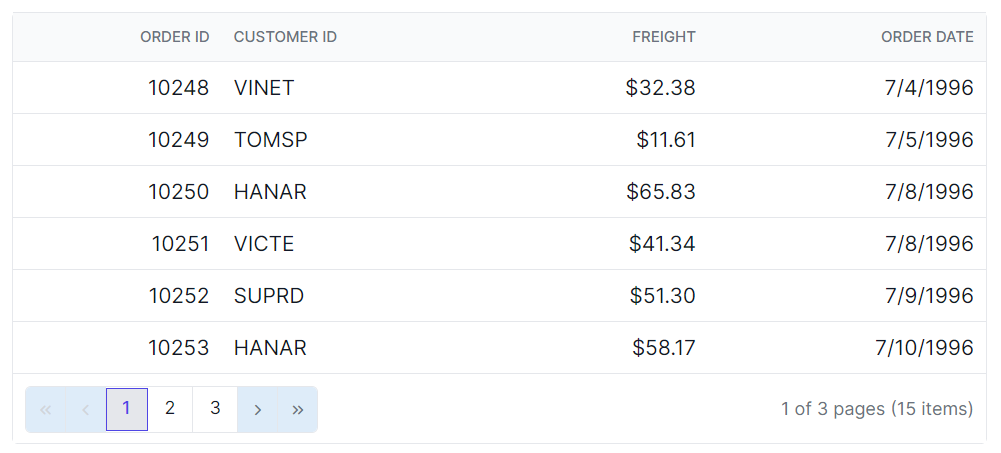 ORDER ID CUSTOMER ID FREIGHT ORDER DATE
10248 VINET $32.38 7/4/1996
10249 TOMSP $11.61 7/5/1996
10250 HANAR $65.83 7/8/1996
10251 VICTE $41.34 7/8/1996
10252 SUPRD $51.30 7/9/1996
10253 HANAR $58.17 7/10/1996
« ‹ 1 2 3 › » 1 of 3 pages (15 items)